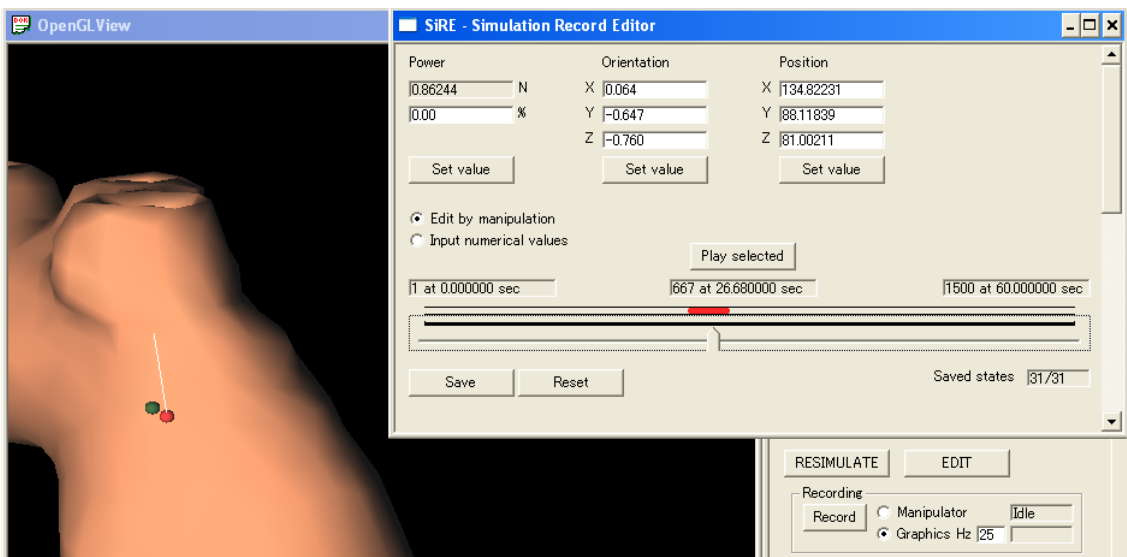 OpenGLView
SiRE - Simulation Record Editor
Power Orientation Position
0.86244 N X 0.064 X 134.82231
0.00 % Y -0.647 Y 88.11839
Z -0.760 Z 81.00211
Set value Set value Set value
Edit by manipulation
Input numerical values
Play selected
1 at 0.000000 sec 667 at 26.680000 sec 1500 at 60.000000 sec
Save Reset Saved states 31/31
RESIMULATE EDIT
Recording
Record Manipulator Idle
Graphics Hz 25